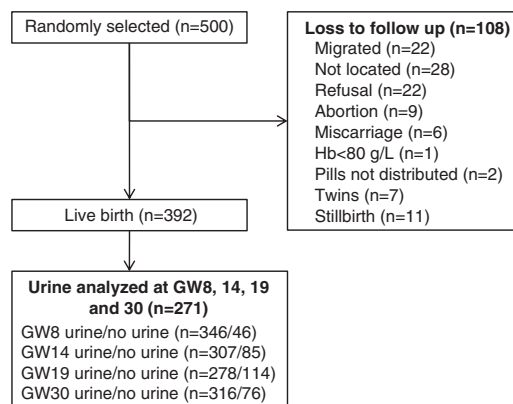 Randomly selected (n=500)
Loss to follow up (n=108)
Migrated (n=22)
Not located (n=28)
Refusal (n=22)
Abortion (n=9)
Miscarriage (n=6)
Hb<80 g/L (n=1)
Pills not distributed (n=2)
Twins (n=7)
Stillbirth (n=11)
Live birth (n=392)
Urine analyzed at GW8, 14, 19
and 30 (n=271)
GW8 urine/no urine (n=346/46)
GW14 urine/no urine (n=307/85)
GW19 urine/no urine (n=278/114)
GW30 urine/no urine (n=316/76)